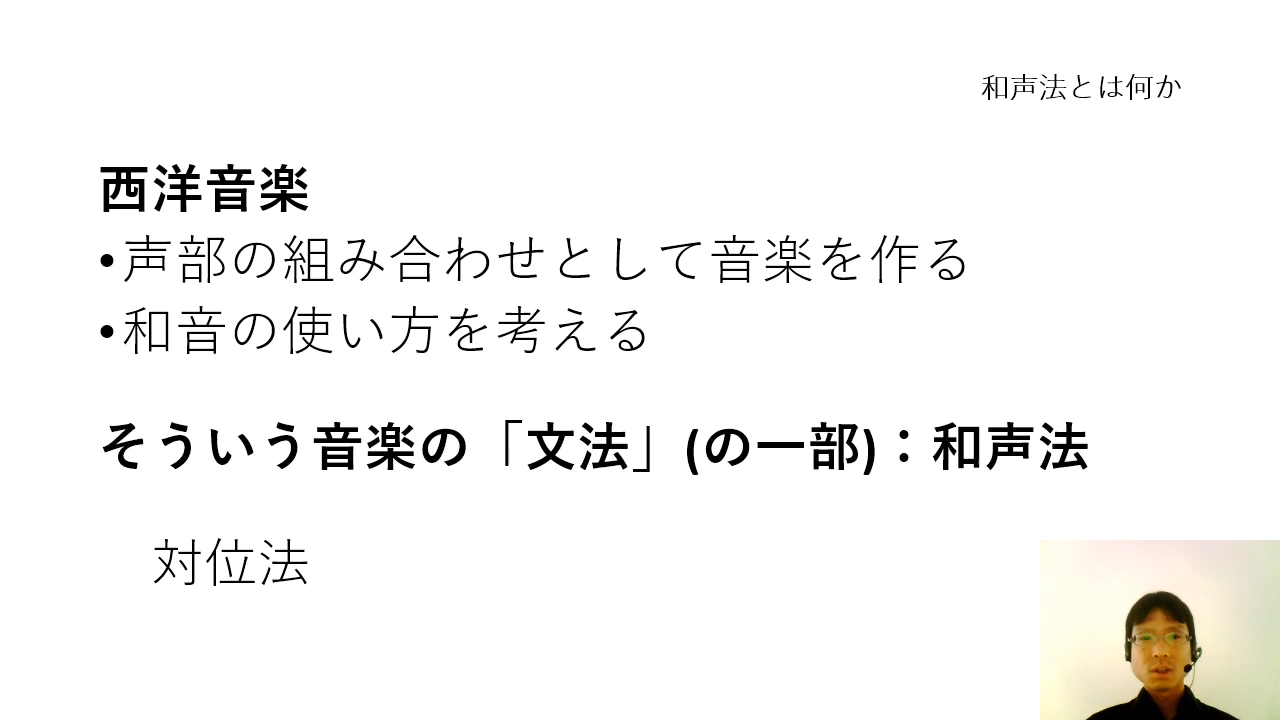 和声法とは何か
西洋音楽
•声部の組み合わせとして音楽を作る
•和音の使い方を考える
そういう音楽の「文法」(の一部)：和声法
対位法